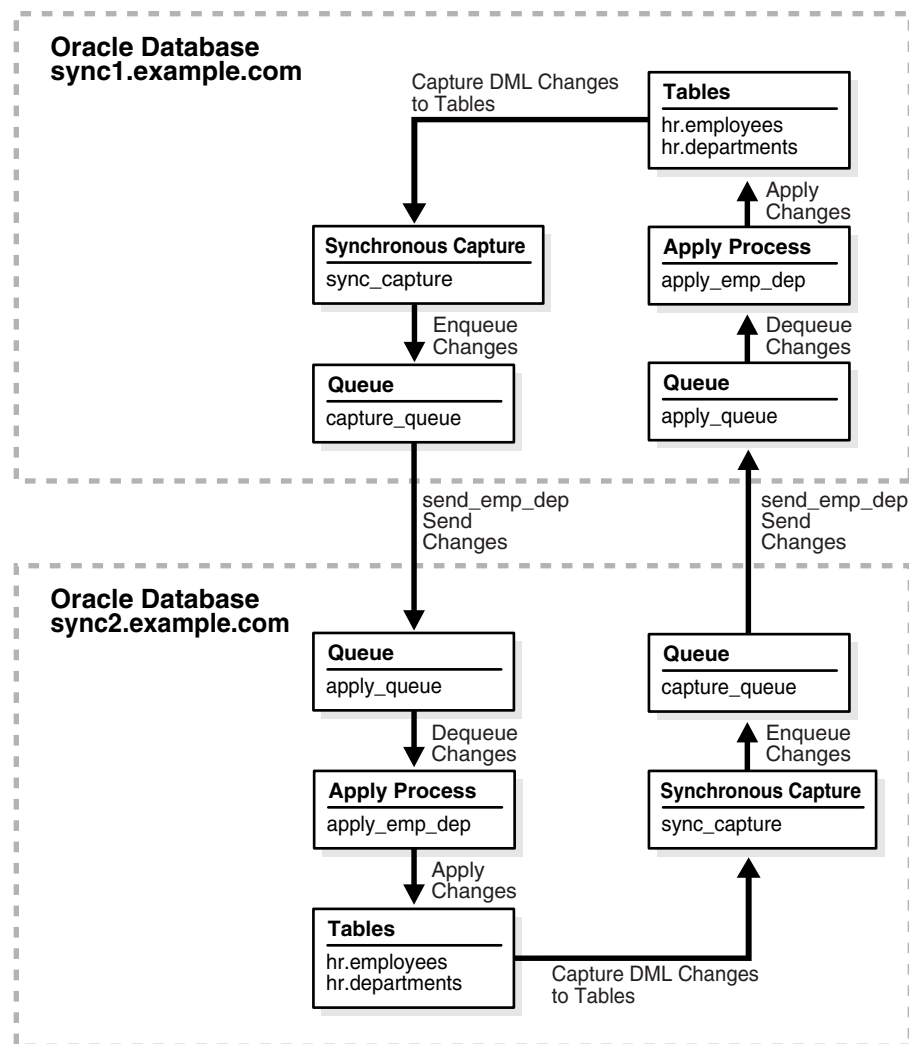 Oracle Database
sync1.example.com
Capture DML Changes
to Tables
Tables
hr.employees
hr.departments
Apply
Changes
Synchronous Capture
sync_capture
Apply Process
apply_emp_dep
Enqueue
Changes
Dequeue
Changes
Queue
capture_queue
Queue
apply_queue
send_emp_dep
Send
Changes
send_emp_dep
Send
Changes
Oracle Database
sync2.example.com
Queue
apply_queue
Queue
capture_queue
Dequeue
Changes
Enqueue
Changes
Apply Process
apply_emp_dep
Synchronous Capture
sync_capture
Apply
Changes
Tables
hr.employees
hr.departments
Capture DML Changes
to Tables